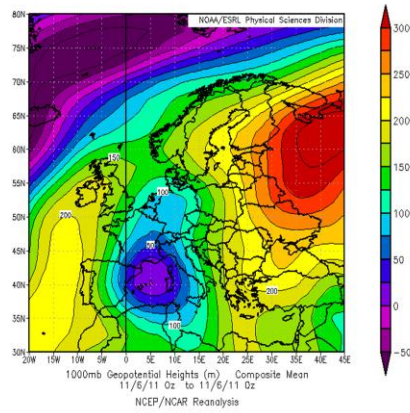 NOAA/ESRL Physical Sciences Division
80N
75N
70N
65N
60N
55N
50N
45N
40N
35N
30N
150
200
100
50
200
100
20W 15W 10W 5W 0 5E 10E 15E 20E 25E 30E 35E 40E 45E
300
250
200
150
100
50
0
-50
1000mb Geopotential Heights (m) Composite Mean
11/6/11 0z to 11/6/11 0z
NCEP/NCAR Reanalysis